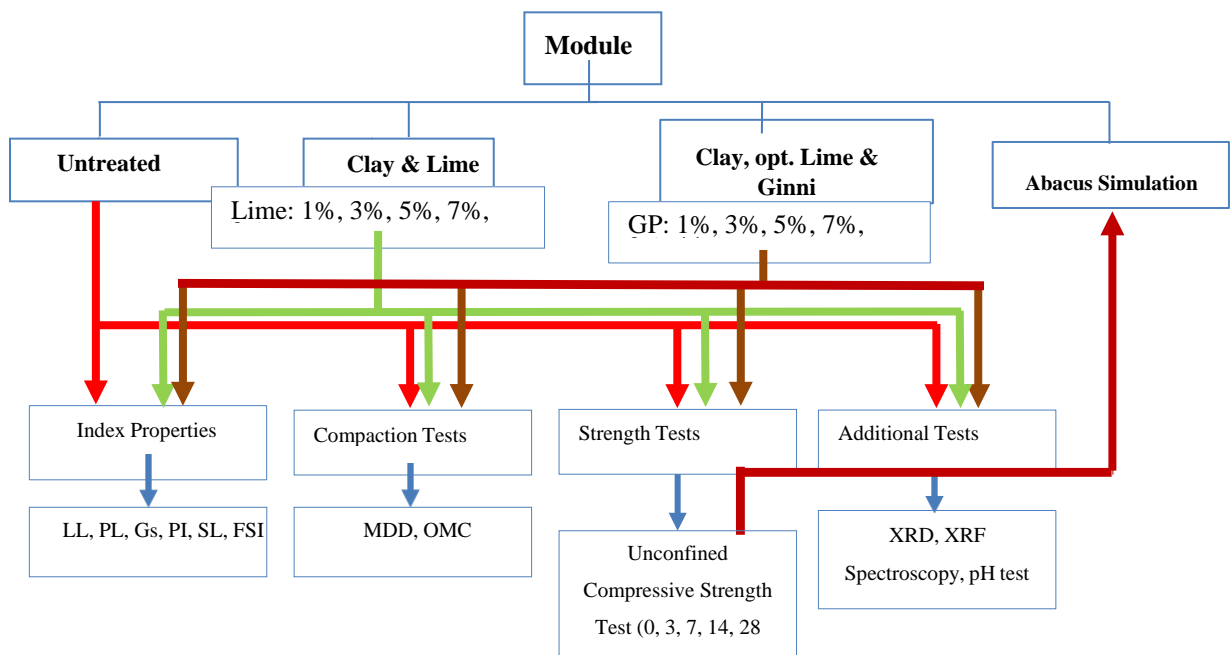 Module
Untreated
Clay & Lime
Clay, opt. Lime &
Ginni
Abacus Simulation
Lime: 1%, 3%, 5%, 7%,
GP: 1%, 3%, 5%, 7%,
Index Properties
Compaction Tests
Strength Tests
Additional Tests
LL, PL, Gs, PI, SL, FSI
MDD, OMC
Unconfined
Compressive Strength
Test (0, 3, 7, 14, 28
XRD, XRF
Spectroscopy, pH test